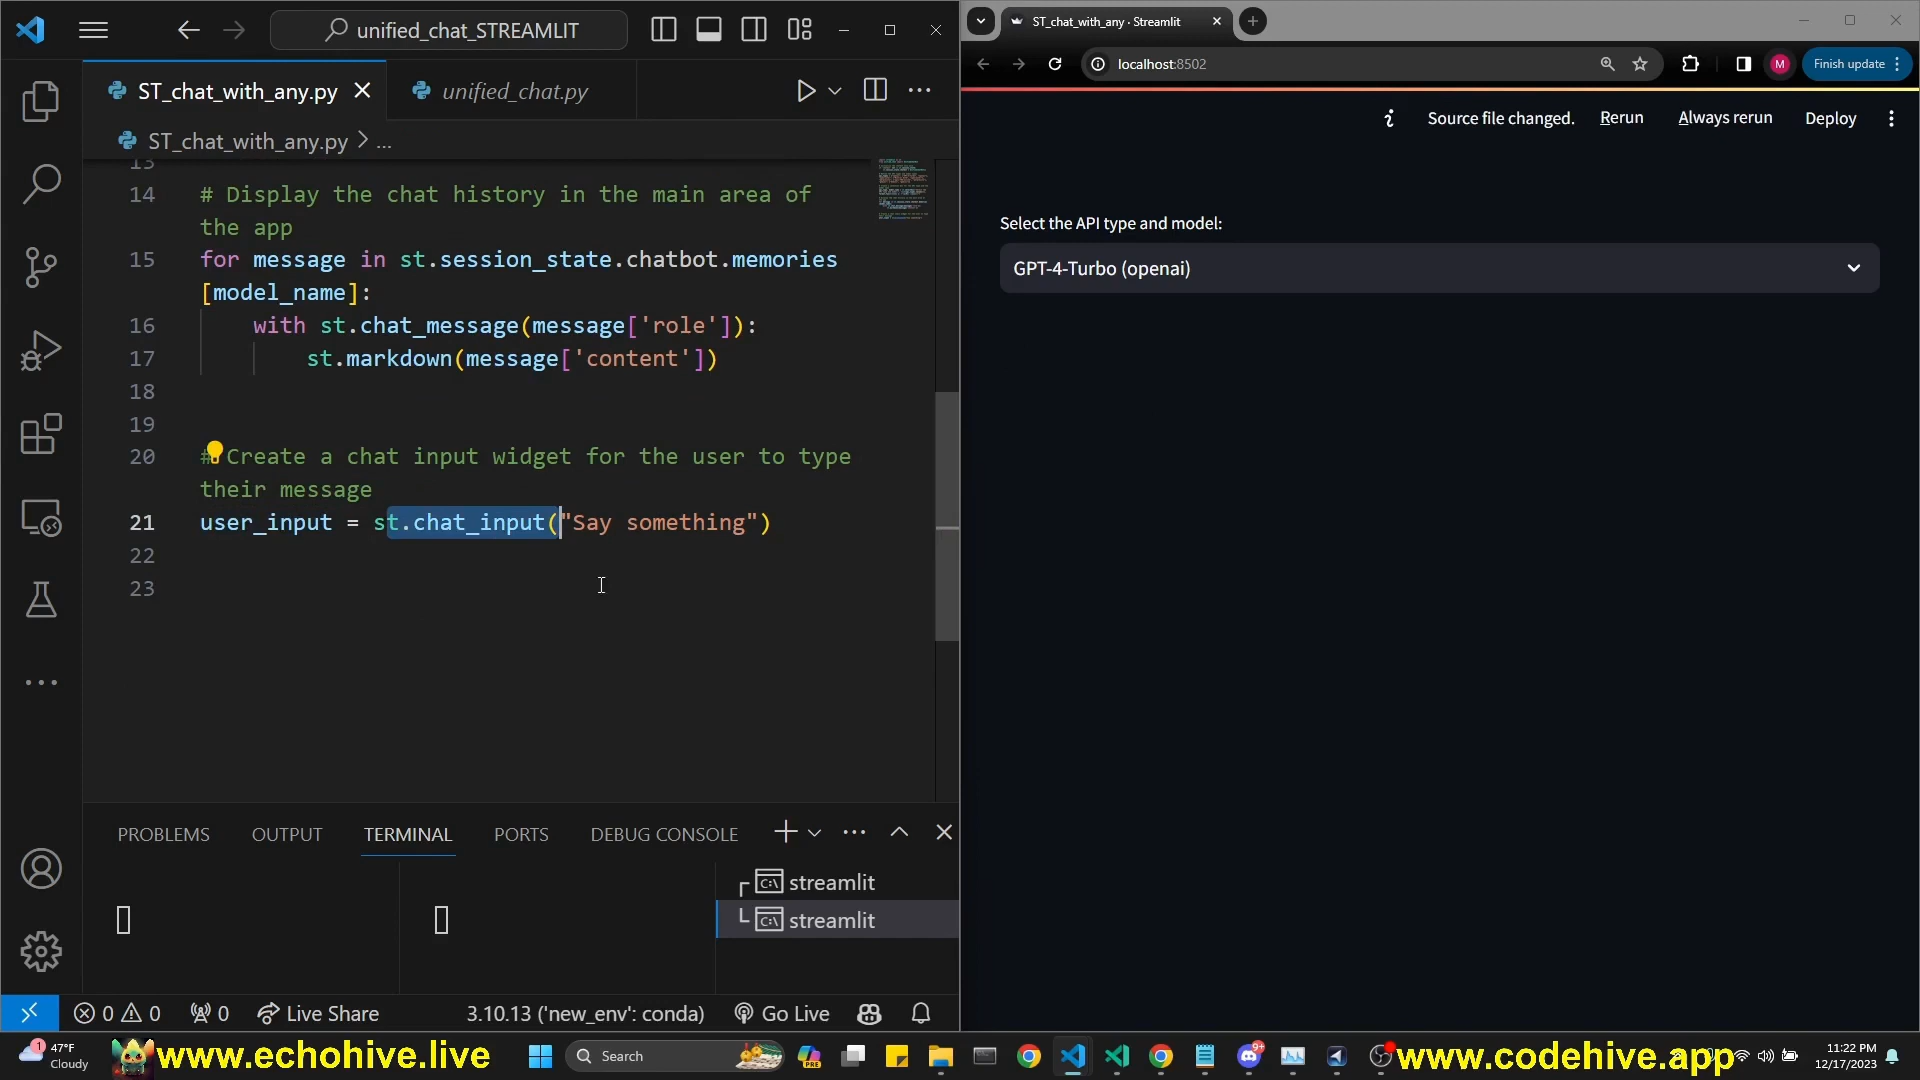 unified_chat_STREAMLIT
ST_chat_with_any.py
unified_chat.py
ST_chat_with_any.py > ...
13
14 # Display the chat history in the main area of
the app
15 for message in st.session_state.chatbot.memories
[model_name]:
16 with st.chat_message(message['role']):
17 st.markdown(message['content'])
18
19
20 # Create a chat input widget for the user to type
their message
21 user_input = st.chat_input("Say something")
22
23
PROBLEMS OUTPUT TERMINAL PORTS DEBUG CONSOLE
streamlit
streamlit
0 0 0 Live Share 3.10.13 ('new_env': conda) Go Live
ST_chat_with_any · Streamlit
localhost:8502
M
Finish update
Source file changed. Rerun Always rerun Deploy
Select the API type and model:
GPT-4-Turbo (openai)
1
47°F
Cloudy
www.echohive.live
Search
PRE
9+
www.codehive.app
11:22 PM
12/17/2023